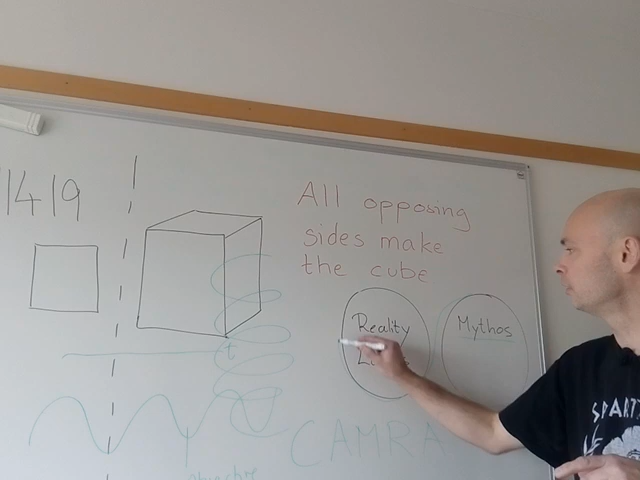 1419
All opposing
sides make
the cube
Reality
Mythos
t
CAMRA